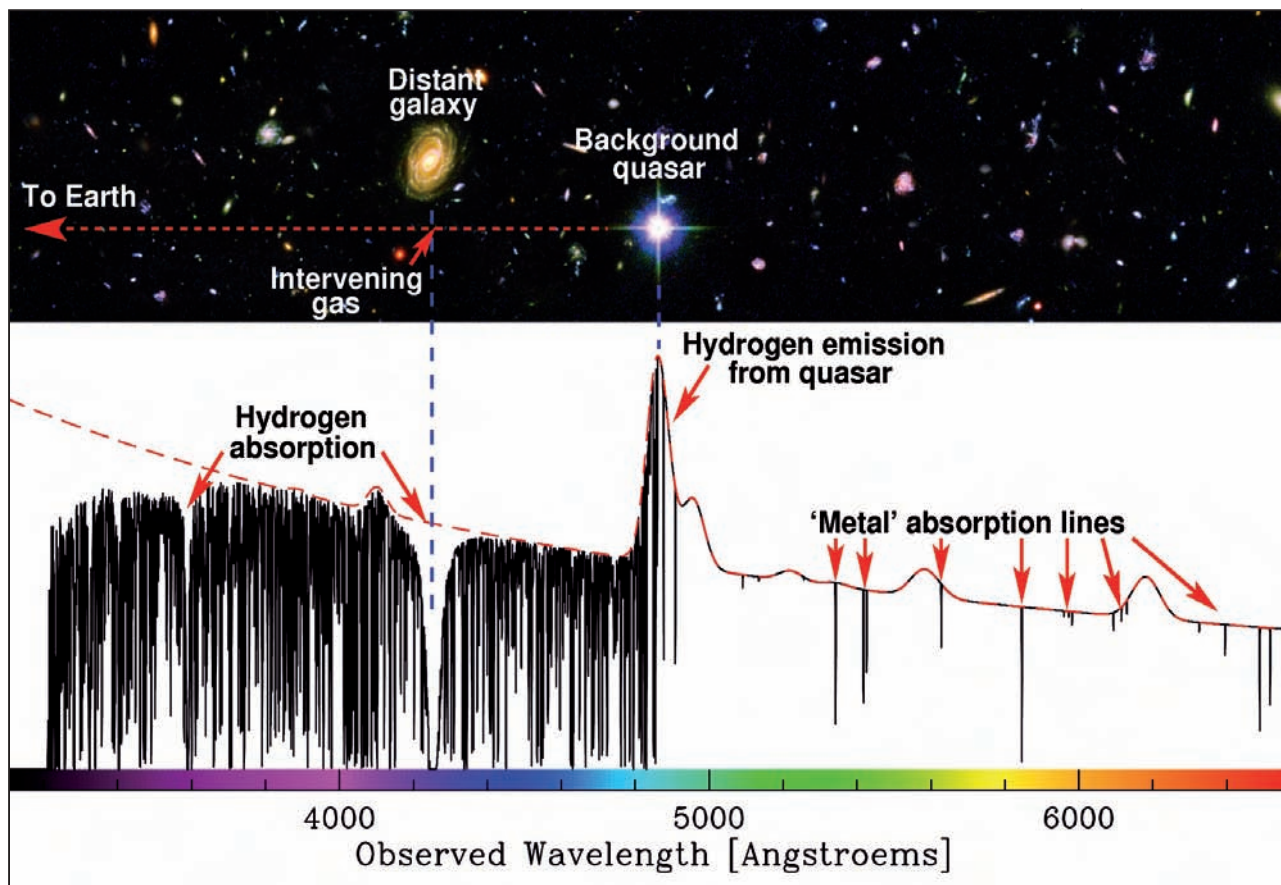 Distant
galaxy
Background
quasar
To Earth
Intervening
gas
Hydrogen emission
from quasar
Hydrogen
absorption
‘Metal’ absorption lines
4000
5000
6000
Observed Wavelength [Angstroems]